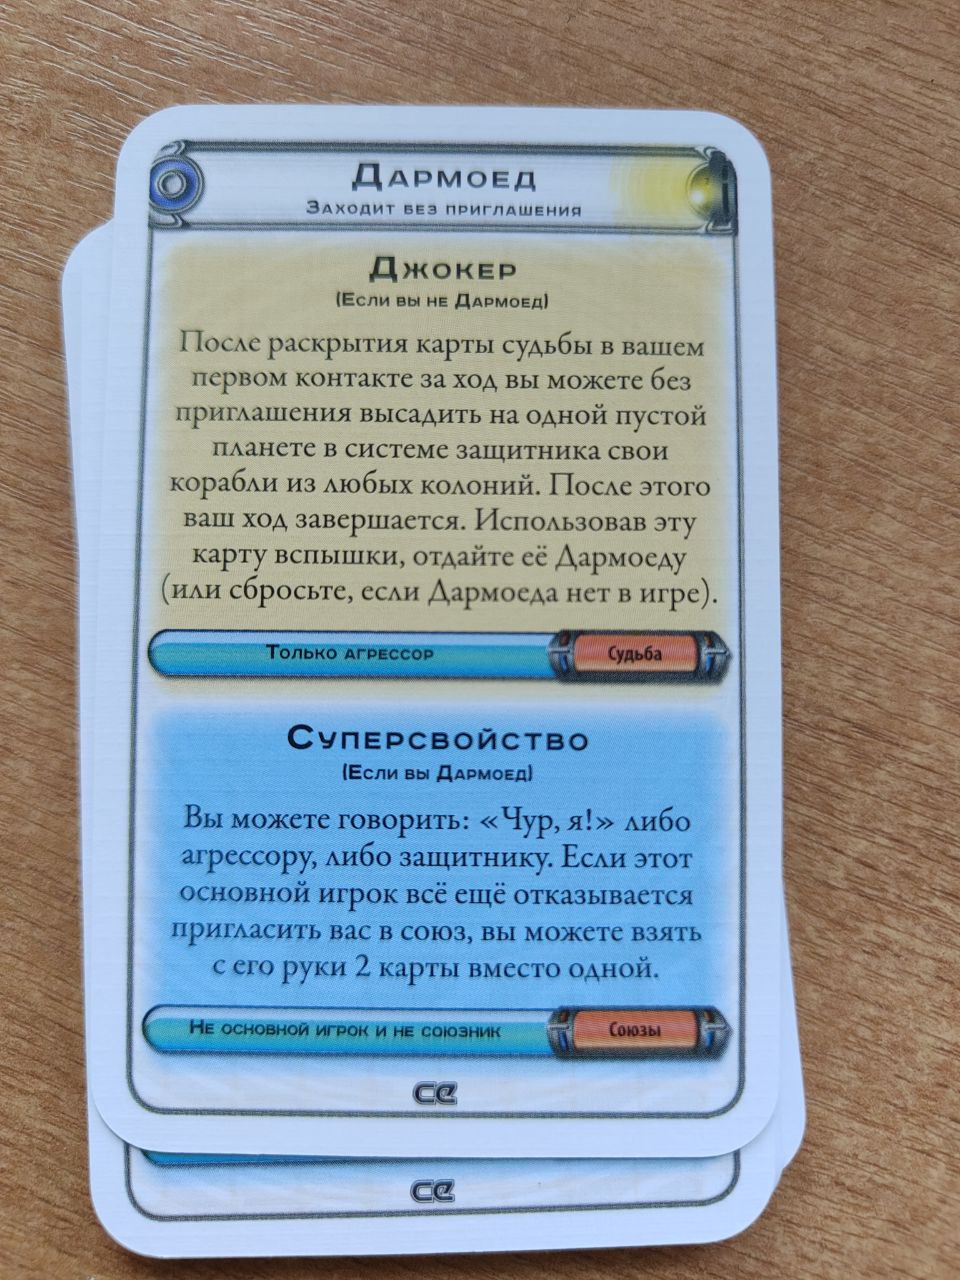 Дармоед
Заходит без приглашения
Джокер
(Если вы не Дармоед)
После раскрытия карты судьбы в вашем
первом контакте за ход вы можете без
приглашения высадить на одной пустой
планете в системе защитника свои
корабли из любых колоний. После этого
ваш ход завершается. Использовав эту
карту вспышки, отдайте её Дармоеду
(или сбросьте, если Дармоеда нет в игре).
Только агрессор
Судьба
Суперсвойство
(Если вы Дармоед)
Вы можете говорить: «Чур, я!» либо
агрессору, либо защитнику. Если этот
основной игрок всё ещё отказывается
пригласить вас в союз, вы можете взять
с его руки 2 карты вместо одной.
Не основной игрок и не союзник
Союзы
CE
CE